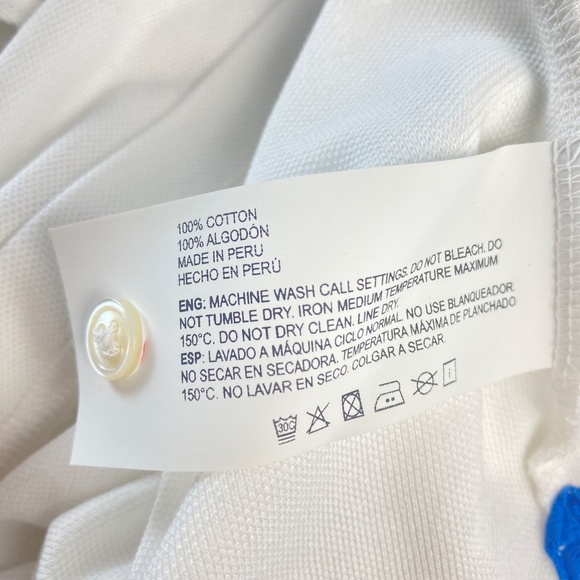 100% COTTON
100% ALGODÓN
MADE IN PERU
HECHO EN PERÚ
ENG: MACHINE WASH CALL SETTINGS. DO NOT BLEACH. DO
NOT TUMBLE DRY. IRON MEDIUM TEMPERATURE MAXIMUM
150°C. DO NOT DRY CLEAN. LINE DRY.
ESP: LAVADO A MÁQUINA CICLO NORMAL. NO USE BLANQUEADOR.
NO SECAR EN SECADORA. TEMPERATURA MÁXIMA DE PLANCHADO
150°C. NO LAVAR EN SECO. COLGAR A SECAR.
30C